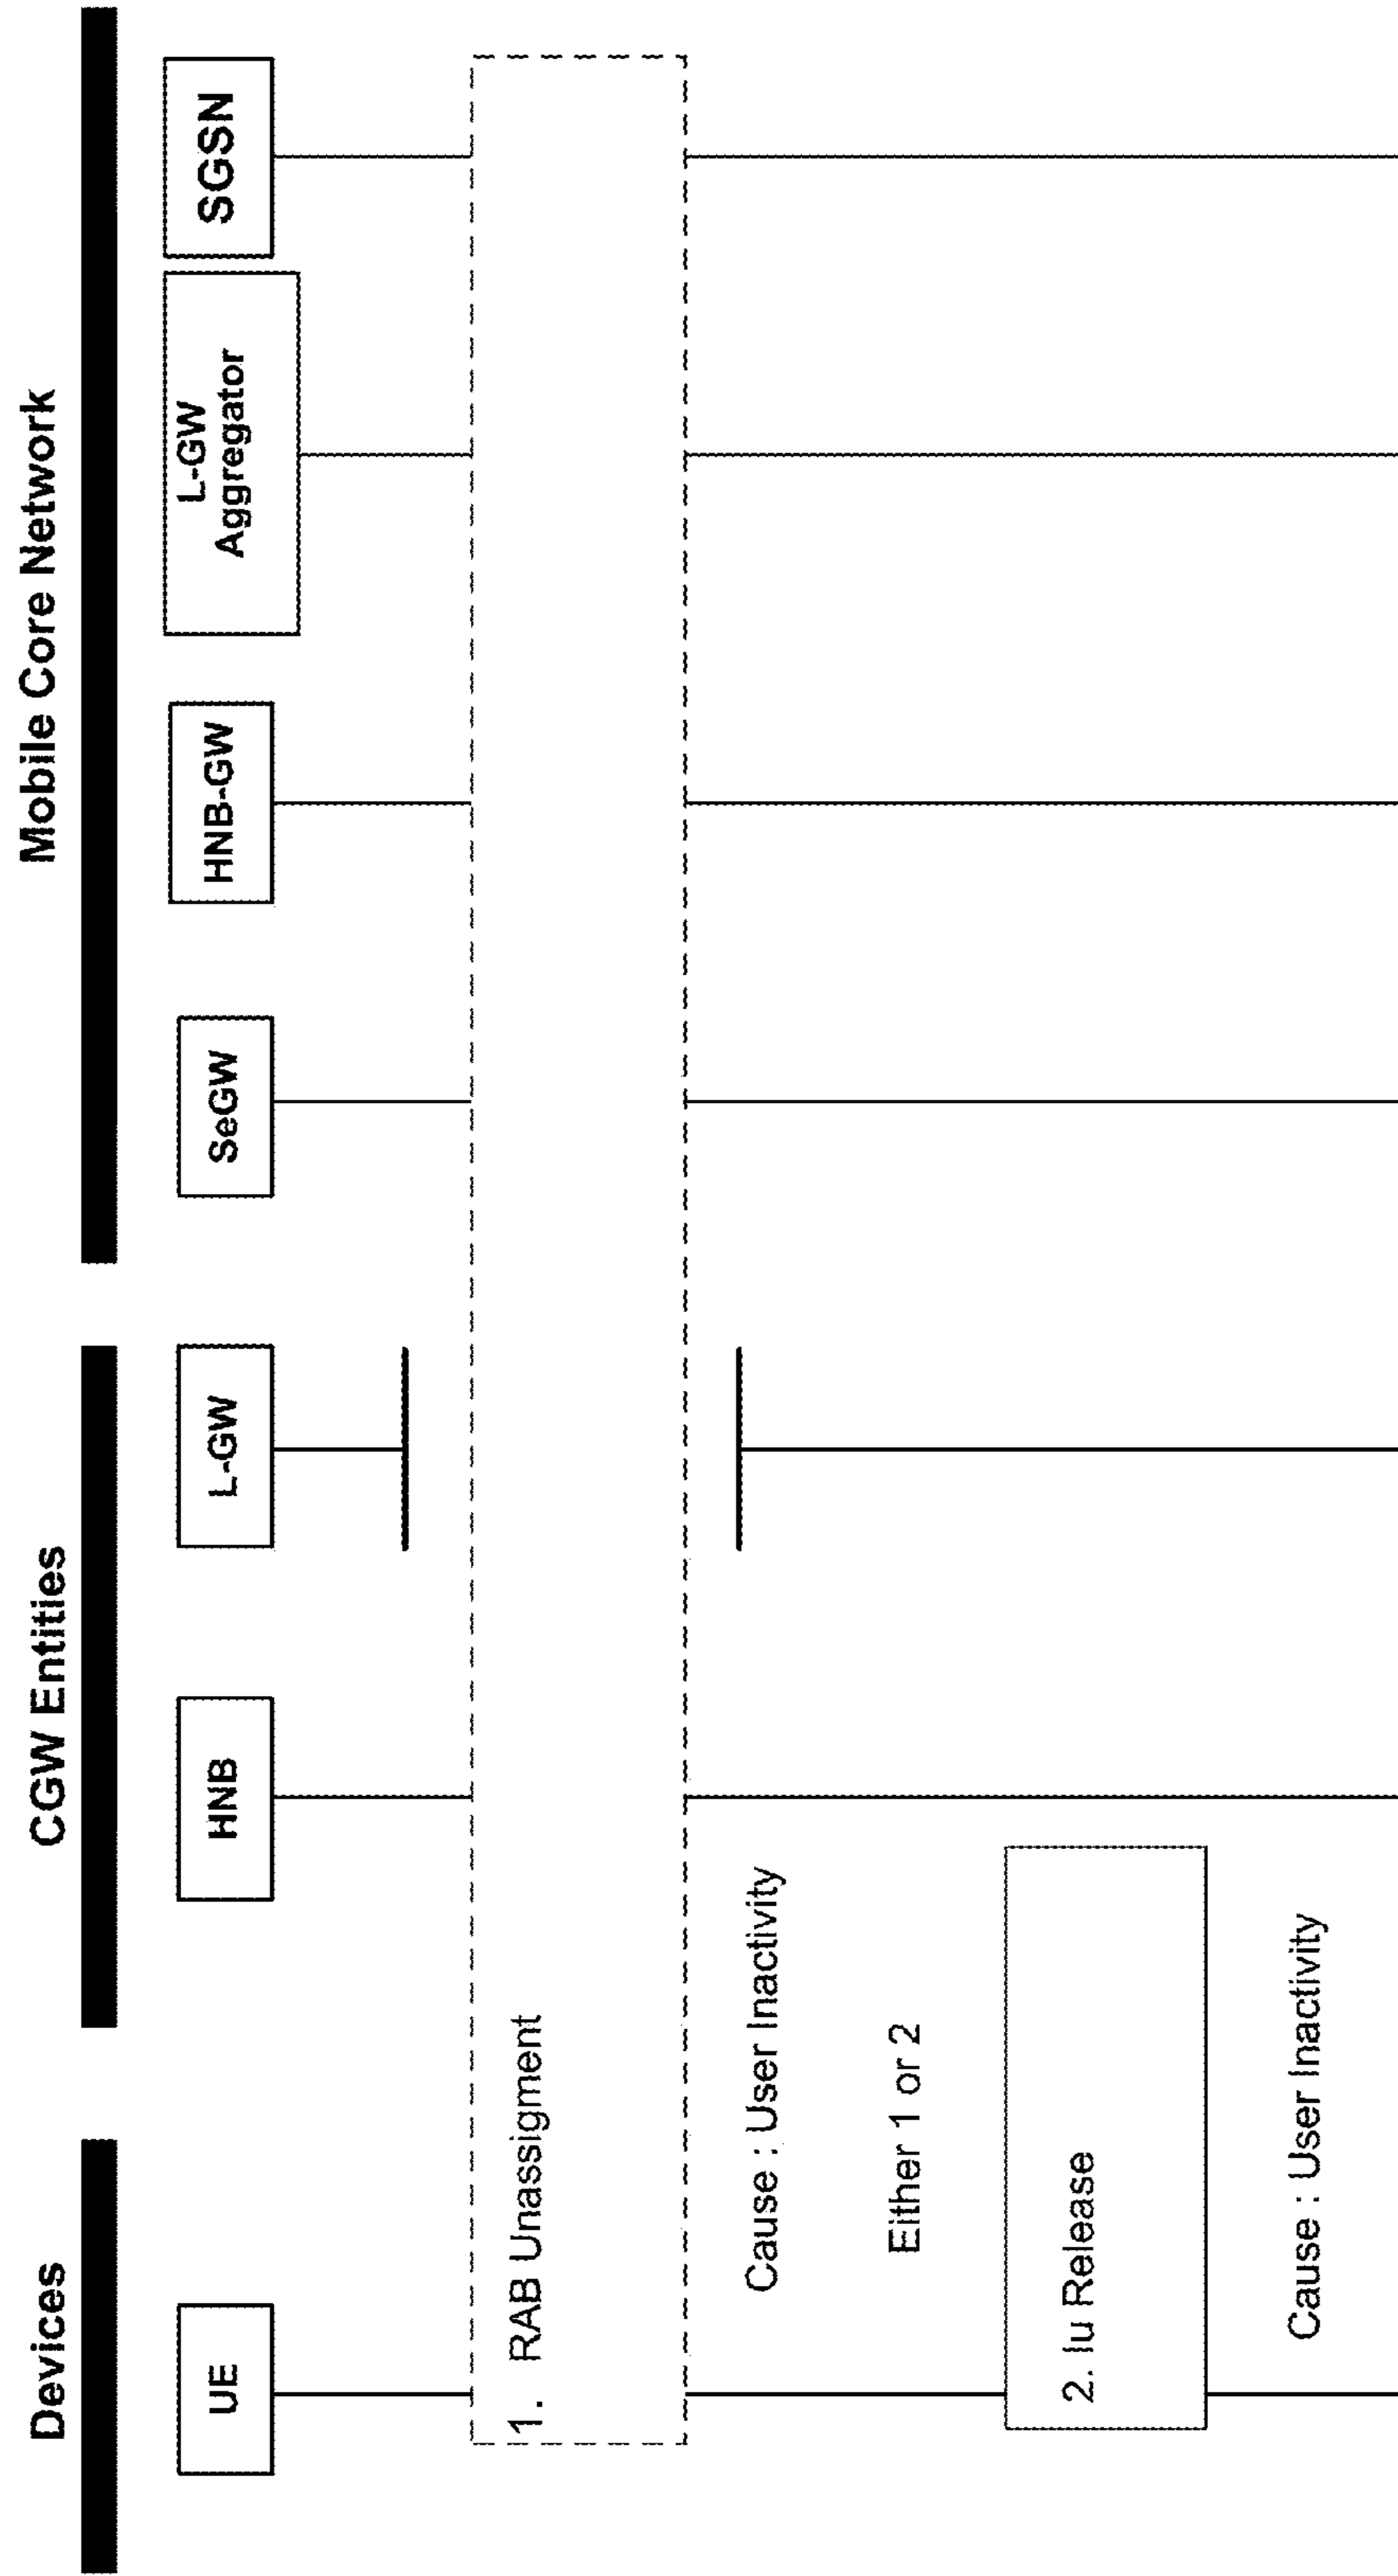 Devices
CGW Entities
Mobile Core Network
UE
HNB
L-GW
SeGW
HNB-GW
L-GW
Aggregator
SGSN
1. RAB Unassigment
Cause : User Inactivity
Either 1 or 2
2. Iu Release
Cause : User Inactivity